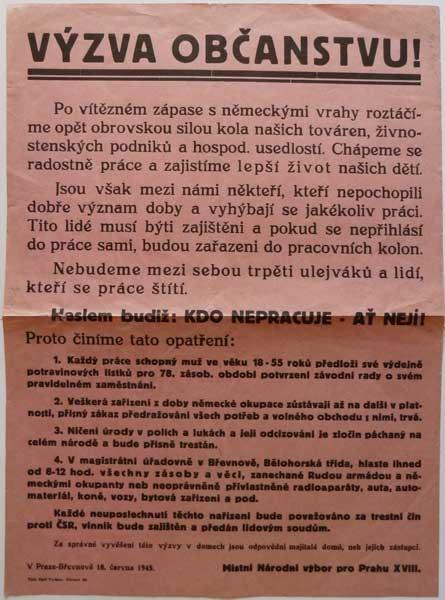 VÝZVA OBČANSTVU!
Po vítězném zápase s německými vrahy roztáčí-
me opět obrovskou silou kola našich továren, živno-
stenských podniků a hospod. usedlostí. Chápeme se
radostně práce a zajistíme lepší život našich dětí.
Jsou však mezi námi někteří, kteří nepochopili
dobře význam doby a vyhýbají se jakékoliv práci.
Tito lidé musí býti zajištěni a pokud se nepřihlásí
do práce sami, budou zařazeni do pracovních kolon.
Nebudeme mezi sebou trpěti ulejváků a lidí,
kteří se práce štítí.
Heslem budiž: KDO NEPRACUJE - AŤ NEJÍ!
Proto činíme tato opatření:
1. Každý práce schopný muž ve věku 18-55 roků předloží své výdejně
potravinových lístků pro 78. zásob. období potvrzení závodní rady o svém
pravidelném zaměstnání.
2. Veškerá zařízení z doby německé okupace zůstávají až na další v plat-
nosti, přísný zákaz předražování všech potřeb a volného obchodu s nimi, trvá.
3. Ničení úrody v polích a lukách a její odcizování je zločin páchaný na
celém národě a bude přísně trestán.
4. V magistrátní úřadovně v Břevnově, Bělohorská třída, hlaste ihned
od 8-12 hod. všechny zásoby a věci, zanechané Rudou armádou a ně-
meckými okupanty neb neoprávněně přivlastněné radioaparáty, auta, auto-
materiál, koně, vozy, bytová zařízení a pod.
Každé neuposlechnutí těchto nařízení bude považováno za trestní čin
proti ČSR, vinník bude zajištěn a předán lidovým soudům.
Za správné vyvěšení této výzvy v domech jsou odpovědni majitelé domů, neb jejich zástupci.
V Praze-Břevnově 18. června 1945.
Místní Národní výbor pro Prahu XVIII.